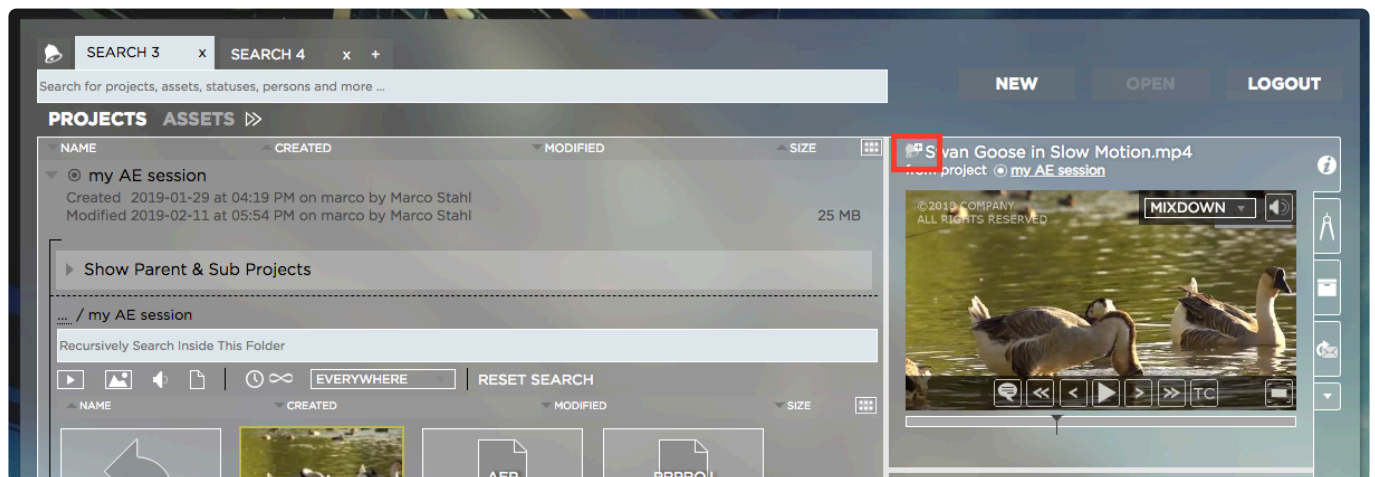 SEARCH 3 x SEARCH 4 x +
Search for projects, assets, statuses, persons and more ...
NEW OPEN LOGOUT
PROJECTS ASSETS
NAME CREATED MODIFIED SIZE
my AE session
Created 2019-01-29 at 04:19 PM on marco by Marco Stahl
Modified 2019-02-11 at 05:54 PM on marco by Marco Stahl
25 MB
Show Parent & Sub Projects
... / my AE session
Recursively Search Inside This Folder
EVERYWHERE RESET SEARCH
NAME CREATED MODIFIED SIZE
AEP PRPROJ
Swan Goose in Slow Motion.mp4
from project my AE session
©2018 COMPANY
ALL RIGHTS RESERVED
MIXDOWN
TC